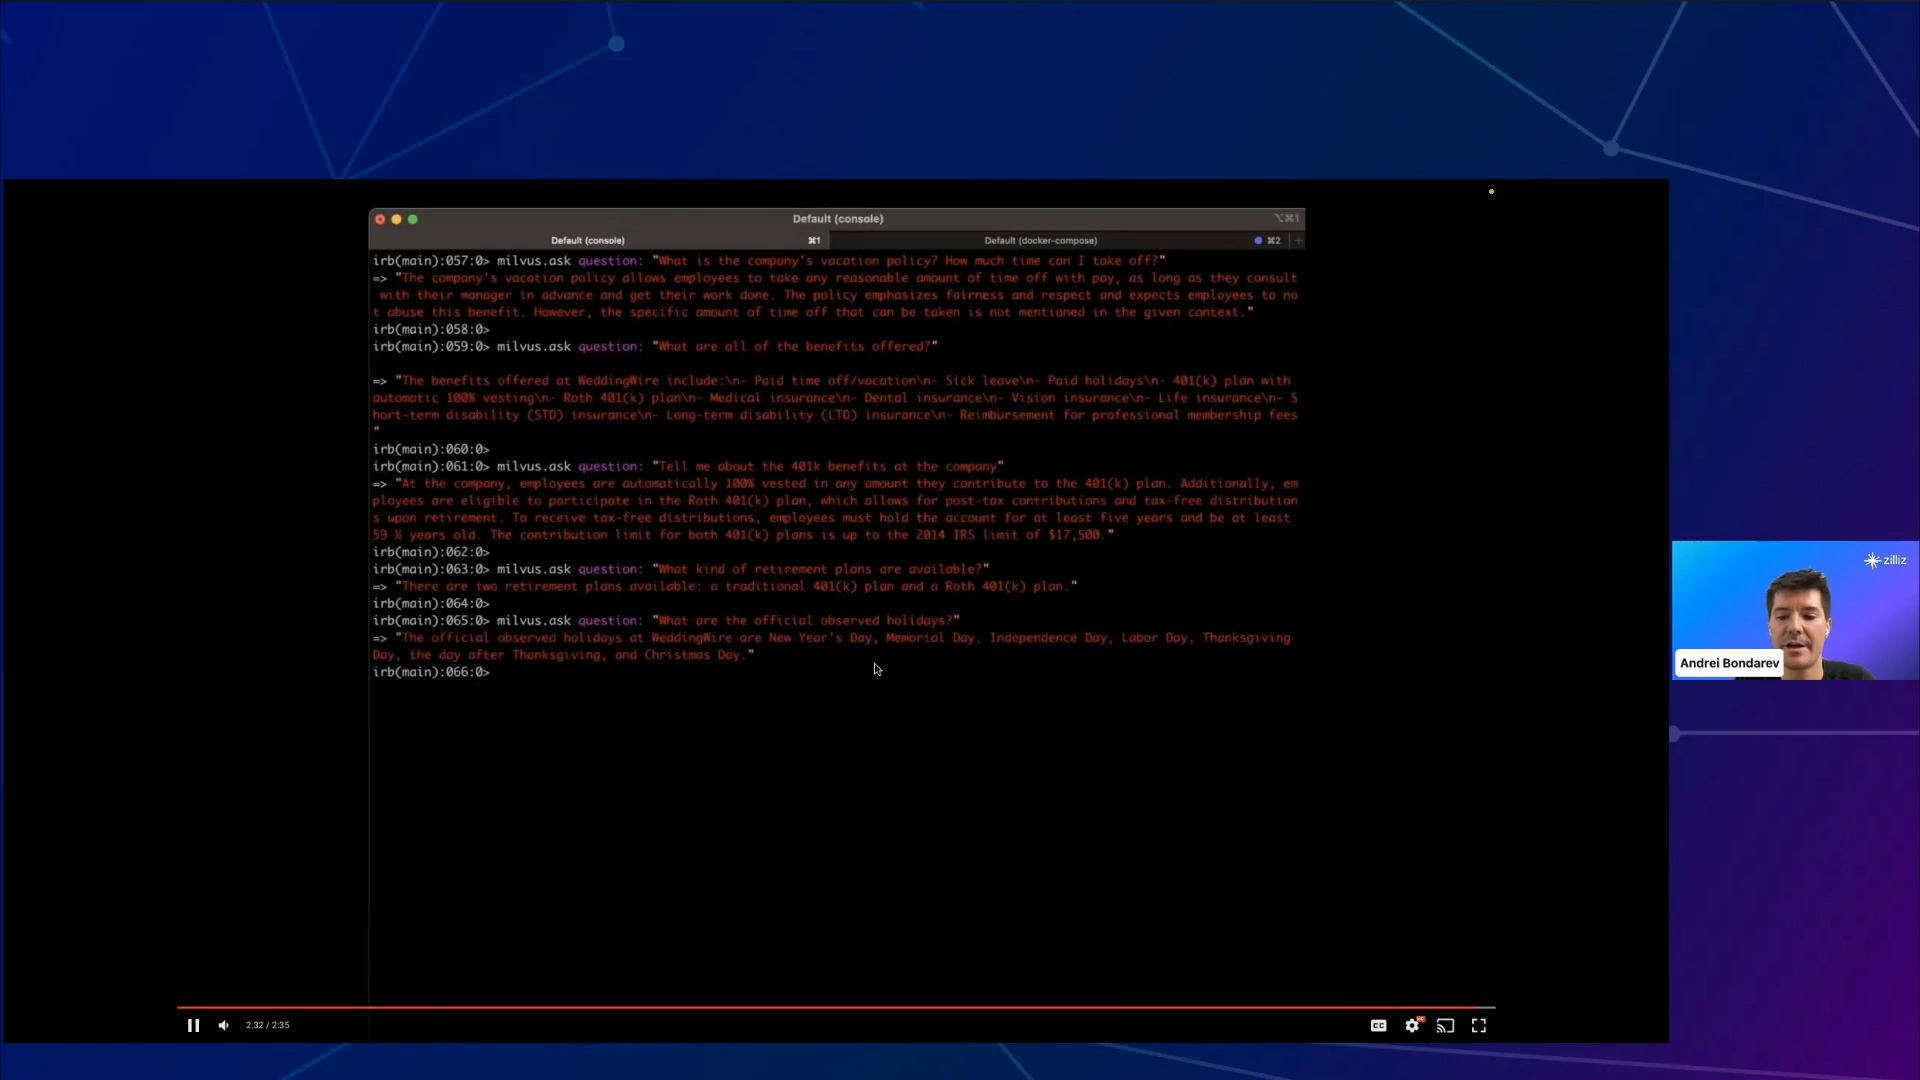 Default (console)
⌥⌘1
Default (console) ⌘1 Default (docker-compose) ⌘2 +
irb(main):057:0> milvus.ask question: "What is the company's vacation policy? How much time can I take off?"
=> "The company's vacation policy allows employees to take any reasonable amount of time off with pay, as long as they consult
with their manager in advance and get their work done. The policy emphasizes fairness and respect and expects employees to no
t abuse this benefit. However, the specific amount of time off that can be taken is not mentioned in the given context."
irb(main):058:0>
irb(main):059:0> milvus.ask question: "What are all of the benefits offered?"
=> "The benefits offered at WeddingWire include:\n- Paid time off/vacation\n- Sick leave\n- Paid holidays\n- 401(k) plan with
automatic 100% vesting\n- Roth 401(k) plan\n- Medical insurance\n- Dental insurance\n- Vision insurance\n- Life insurance\n- S
hort-term disability (STD) insurance\n- Long-term disability (LTD) insurance\n- Reimbursement for professional membership fees
"
irb(main):060:0>
irb(main):061:0> milvus.ask question: "Tell me about the 401k benefits at the company"
=> "At the company, employees are automatically 100% vested in any amount they contribute to the 401(k) plan. Additionally, em
ployees are eligible to participate in the Roth 401(k) plan, which allows for post-tax contributions and tax-free distribution
s upon retirement. To receive tax-free distributions, employees must hold the account for at least five years and be at least
59 ½ years old. The contribution limit for both 401(k) plans is up to the 2014 IRS limit of $17,500."
irb(main):062:0>
irb(main):063:0> milvus.ask question: "What kind of retirement plans are available?"
=> "There are two retirement plans available: a traditional 401(k) plan and a Roth 401(k) plan."
irb(main):064:0>
irb(main):065:0> milvus.ask question: "What are the official observed holidays?"
=> "The official observed holidays at WeddingWire are New Year's Day, Memorial Day, Independence Day, Labor Day, Thanksgiving
Day, the day after Thanksgiving, and Christmas Day."
irb(main):066:0>
zilliz
Andrei Bondarev
2:32 / 2:35
CC